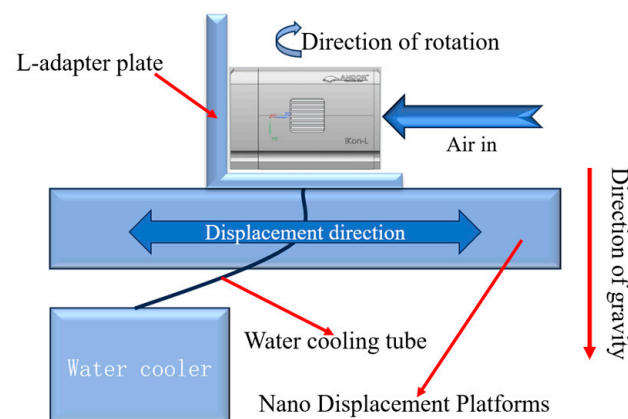 Direction of rotation
L-adapter plate
ANDOR
iKon-L
Air in
Displacement direction
Direction of gravity
Water cooling tube
Water cooler
Nano Displacement Platforms